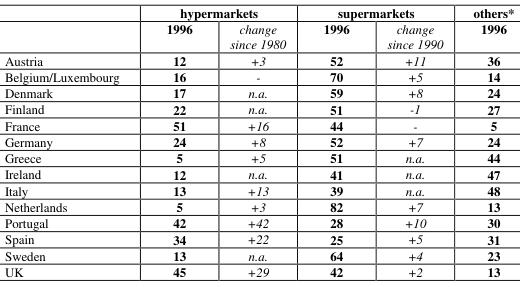 hypermarkets supermarkets others*
1996 change 1996 change 1996
since 1980 since 1990
Austria 12 +3 52 +11 36
Belgium/Luxembourg 16 - 70 +5 14
Denmark 17 n.a. 59 +8 24
Finland 22 n.a. 51 -1 27
France 51 +16 44 - 5
Germany 24 +8 52 +7 24
Greece 5 +5 51 n.a. 44
Ireland 12 n.a. 41 n.a. 47
Italy 13 +13 39 n.a. 48
Netherlands 5 +3 82 +7 13
Portugal 42 +42 28 +10 30
Spain 34 +22 25 +5 31
Sweden 13 n.a. 64 +4 23
UK 45 +29 42 +2 13